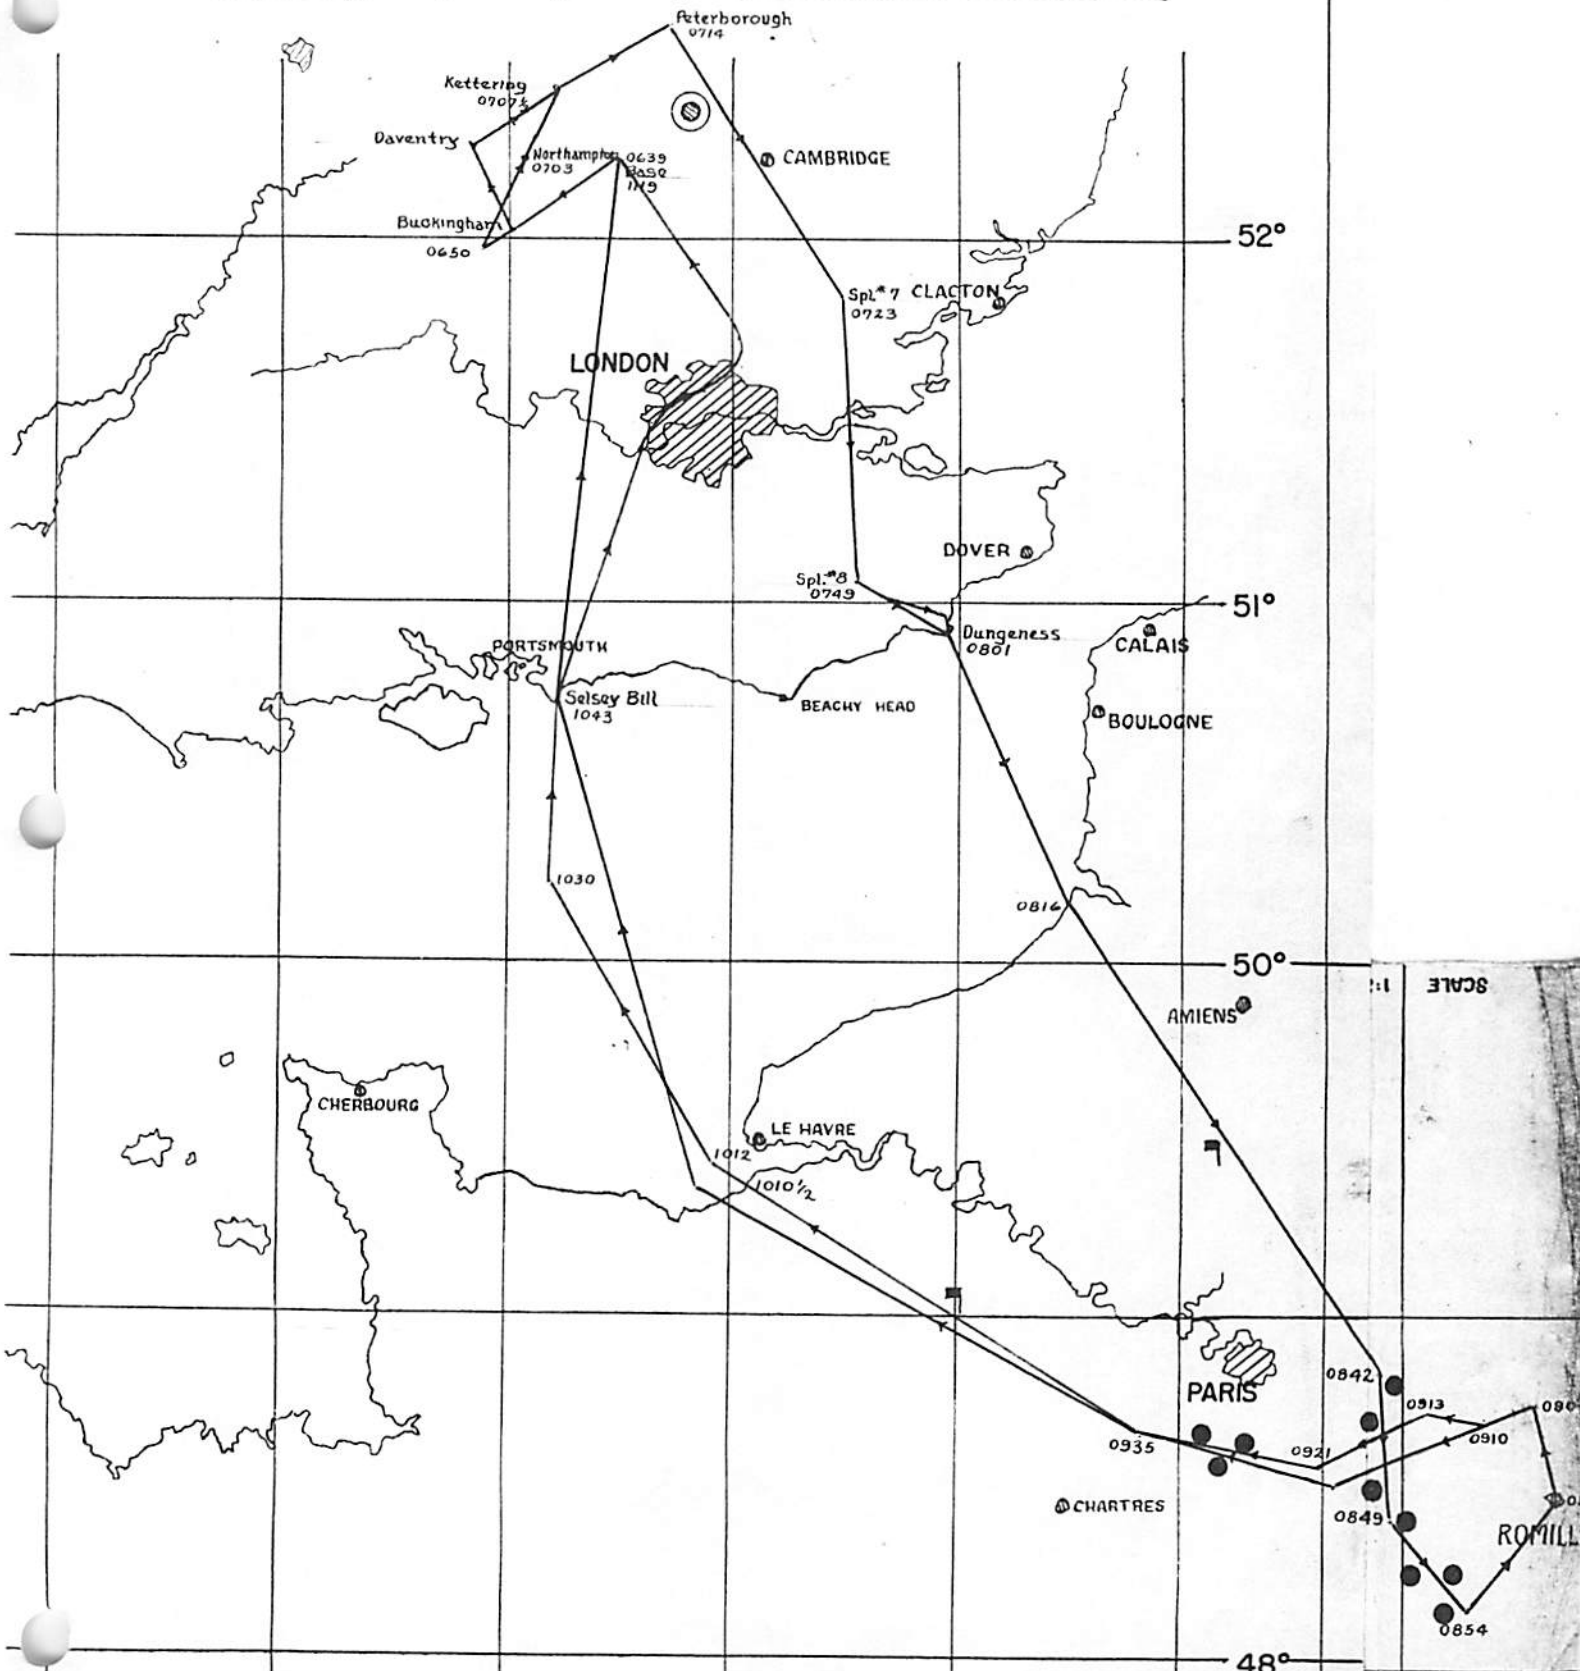 Peterborough
0714
Kettering
0707½
Daventry
Northampton
0703
0639
Base
1119
CAMBRIDGE
Buckingham
0650
52°
Spl.#7
0723
CLACTON
LONDON
DOVER
Spl.#8
0749
51°
Dungeness
0801
CALAIS
PORTSMOUTH
Selsey Bill
1043
BEACHY HEAD
BOULOGNE
1030
0816
50°
SCALE
AMIENS
CHERBOURG
LE HAVRE
1012
1010½
0842
PARIS
0913
0910
0935
0921
CHARTRES
0849
0854
48°